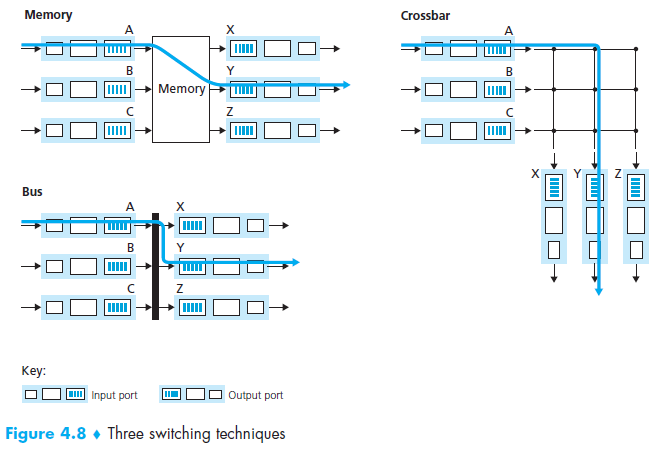 Memory
A
X
B
Memory
Y
C
Z
Crossbar
A
B
C
X
Y
Z
Bus
A
X
B
Y
C
Z
Key:
Input port
Output port
Figure 4.8 ♦ Three switching techniques